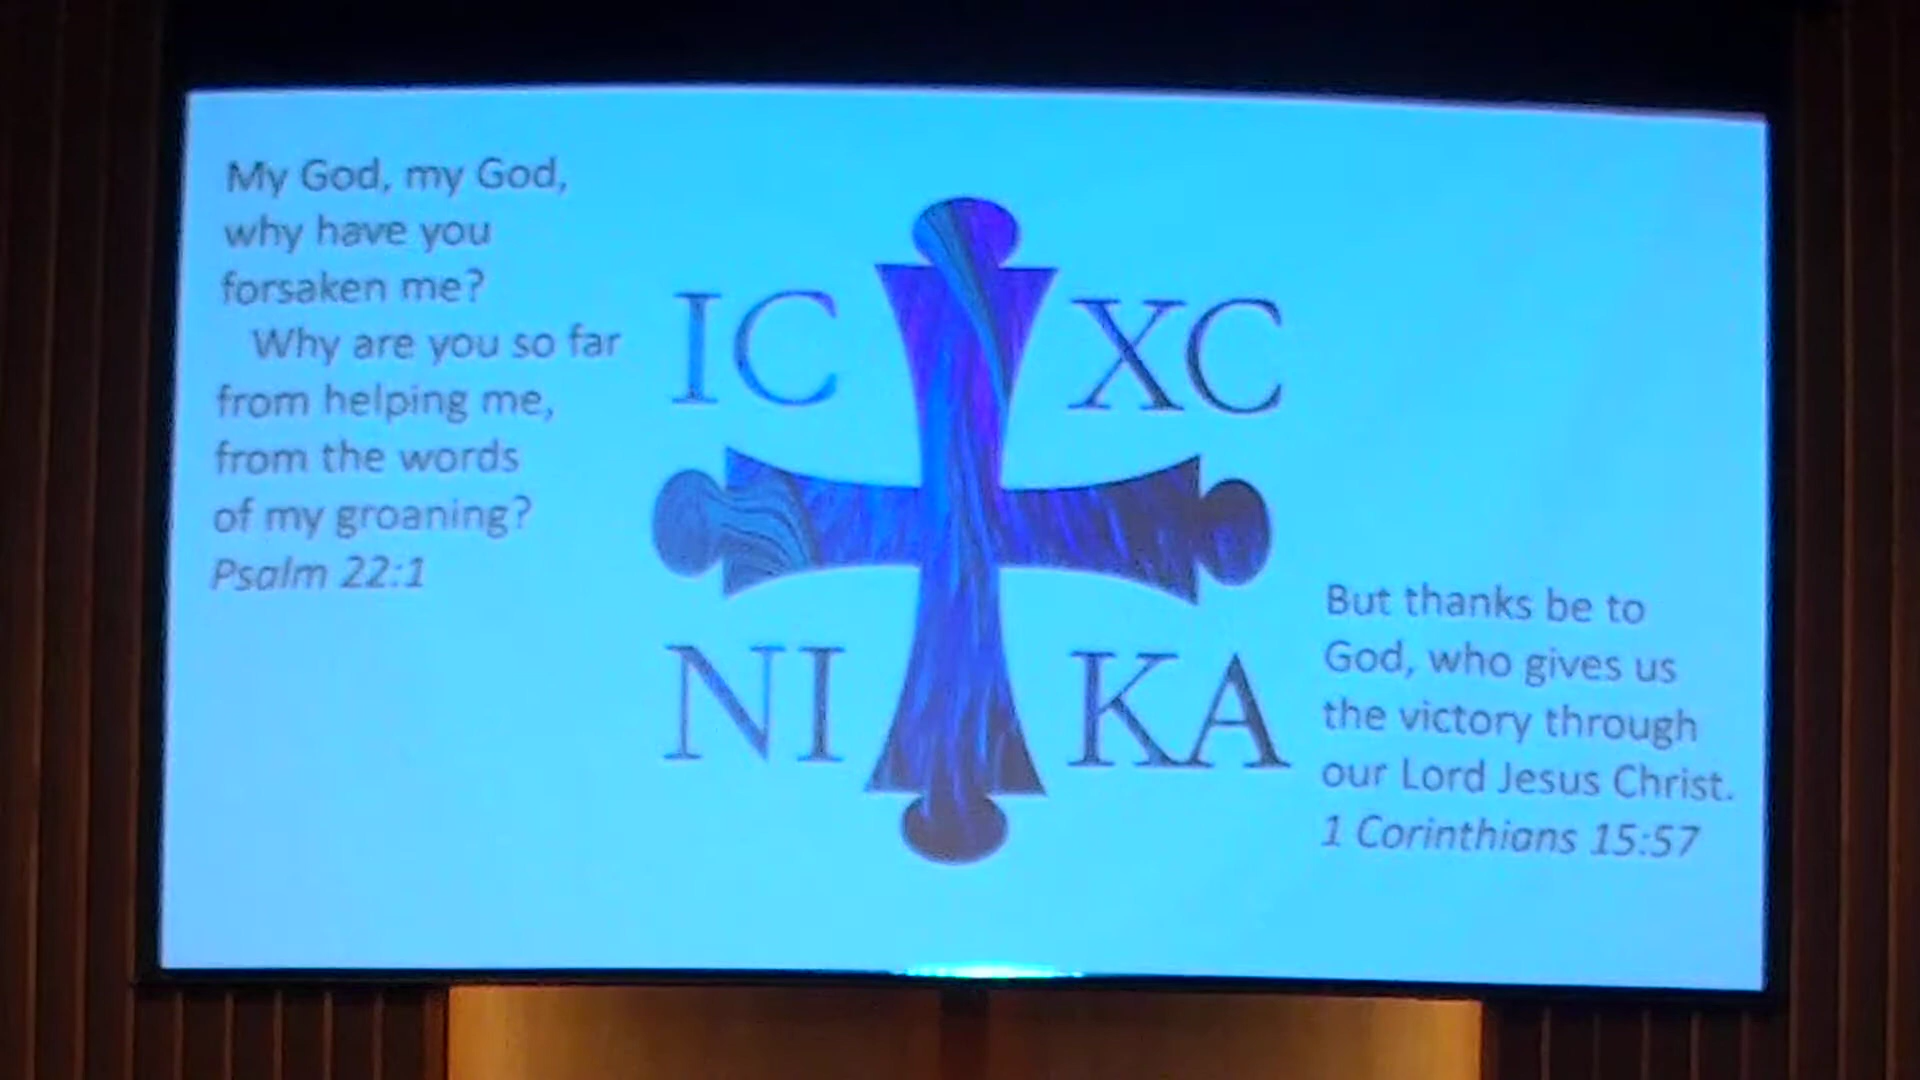 My God, my God,
why have you
forsaken me?
Why are you so far
from helping me,
from the words
of my groaning?
Psalm 22:1
IC XC
NI KA
But thanks be to
God, who gives us
the victory through
our Lord Jesus Christ.
1 Corinthians 15:57